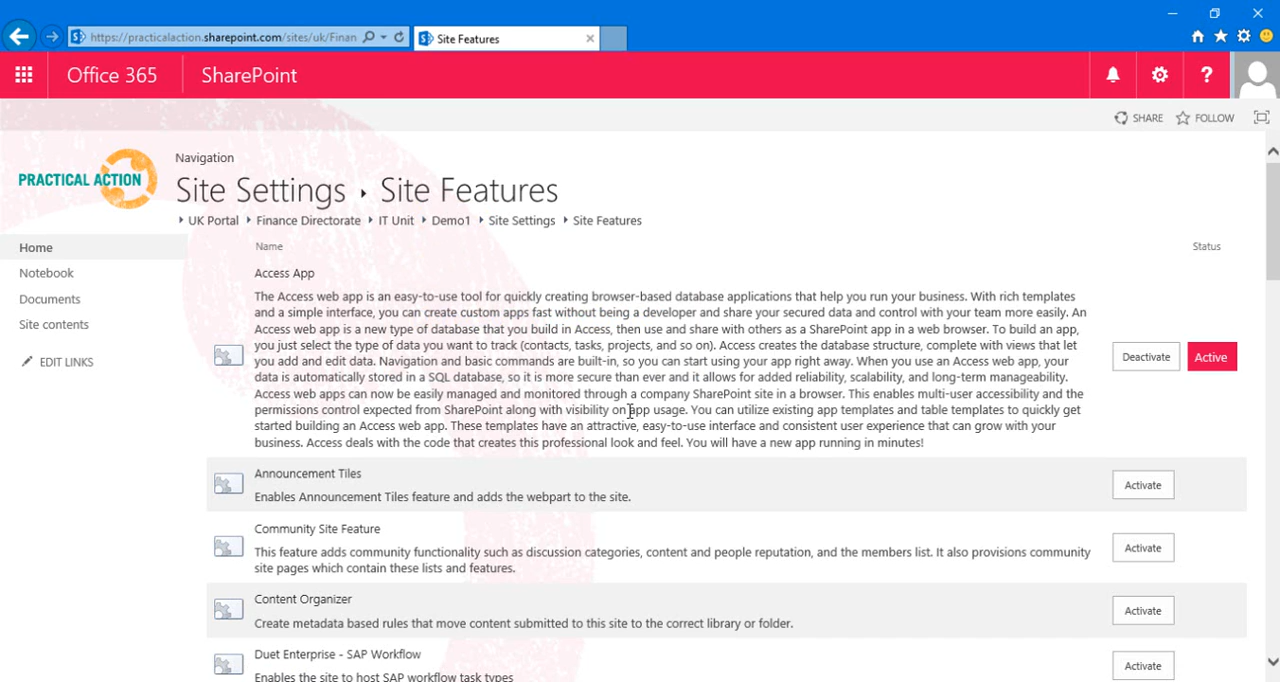 https://practicalaction.sharepoint.com/sites/uk/Finan
Site Features
Office 365
SharePoint
?
SHARE
FOLLOW
PRACTICAL ACTION
Navigation
Site Settings
Site Features
UK Portal
Finance Directorate
IT Unit
Demo1
Site Settings
Site Features
Home
Notebook
Documents
Site contents
EDIT LINKS
Name
Status
Access App
The Access web app is an easy-to-use tool for quickly creating browser-based database applications that help you run your business. With rich templates
and a simple interface, you can create custom apps fast without being a developer and share your secured data and control with your team more easily. An
Access web app is a new type of database that you build in Access, then use and share with others as a SharePoint app in a web browser. To build an app,
you just select the type of data you want to track (contacts, tasks, projects, and so on). Access creates the database structure, complete with views that let
you add and edit data. Navigation and basic commands are built-in, so you can start using your app right away. When you use an Access web app, your
data is automatically stored in a SQL database, so it is more secure than ever and it allows for added reliability, scalability, and long-term manageability.
Access web apps can now be easily managed and monitored through a company SharePoint site in a browser. This enables multi-user accessibility and the
permissions control expected from SharePoint along with visibility on app usage. You can utilize existing app templates and table templates to quickly get
started building an Access web app. These templates have an attractive, easy-to-use interface and consistent user experience that can grow with your
business. Access deals with the code that creates this professional look and feel. You will have a new app running in minutes!
Deactivate
Active
Announcement Tiles
Enables Announcement Tiles feature and adds the webpart to the site.
Activate
Community Site Feature
This feature adds community functionality such as discussion categories, content and people reputation, and the members list. It also provisions community
site pages which contain these lists and features.
Activate
Content Organizer
Create metadata based rules that move content submitted to this site to the correct library or folder.
Activate
Duet Enterprise - SAP Workflow
Enables the site to host SAP workflow task types
Activate